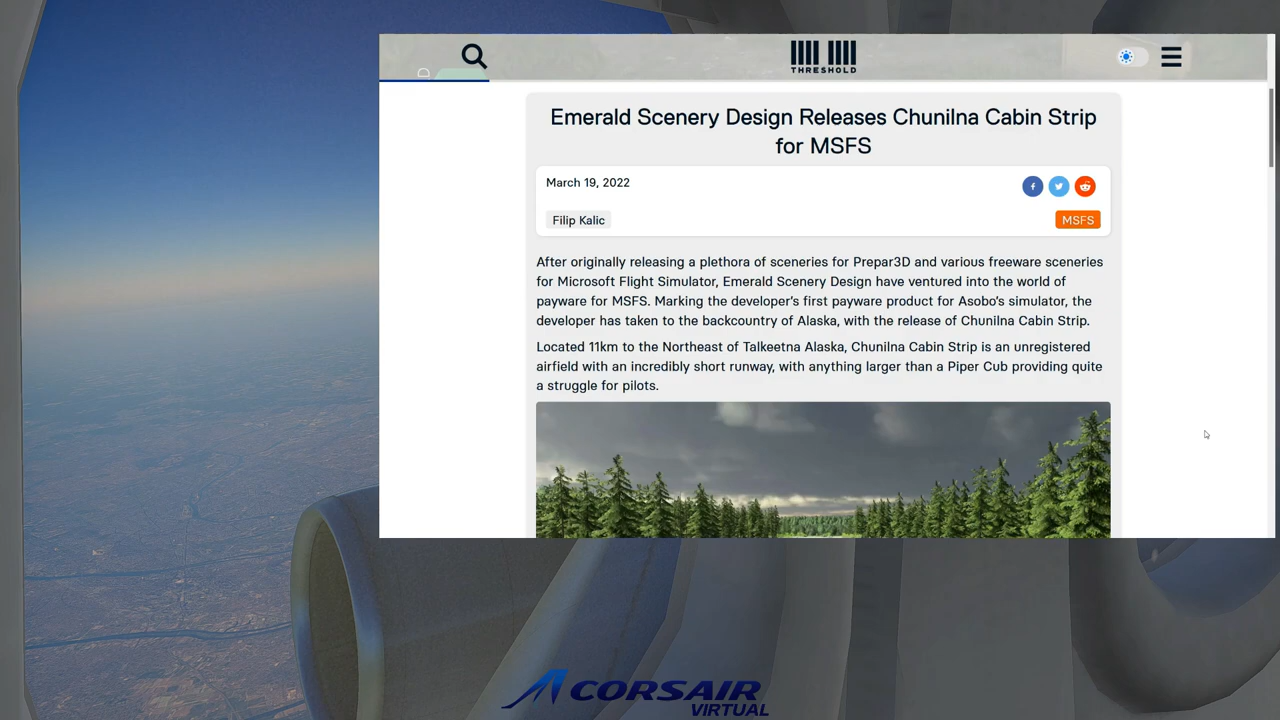 THRESHOLD
Emerald Scenery Design Releases Chunilna Cabin Strip
for MSFS
March 19, 2022
Filip Kalic
MSFS
After originally releasing a plethora of sceneries for Prepar3D and various freeware sceneries
for Microsoft Flight Simulator, Emerald Scenery Design have ventured into the world of
payware for MSFS. Marking the developer’s first payware product for Asobo’s simulator, the
developer has taken to the backcountry of Alaska, with the release of Chunilna Cabin Strip.
Located 11km to the Northeast of Talkeetna Alaska, Chunilna Cabin Strip is an unregistered
airfield with an incredibly short runway, with anything larger than a Piper Cub providing quite
a struggle for pilots.
CORSAIR
VIRTUAL